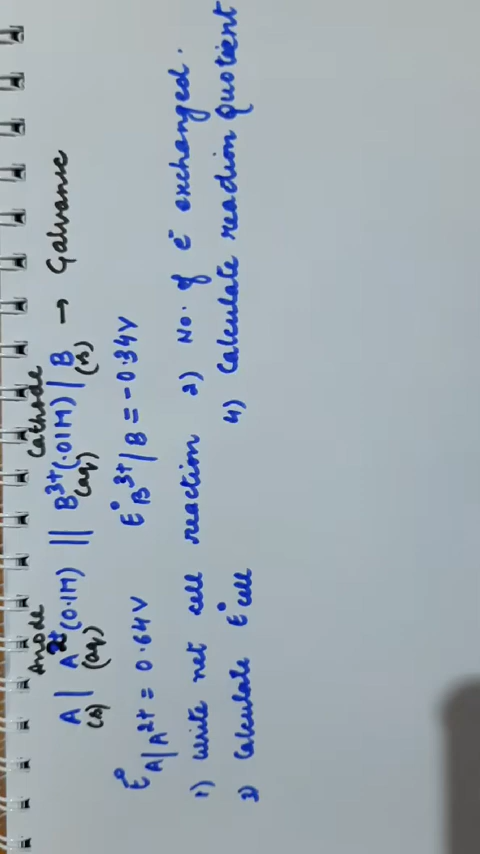 Anode Cathode
A | A²⁺(0.1M) || B³⁺(.01M) | B → Galvanic
(s) (aq) (aq) (s)
E°A|A²⁺ = 0.64V E°B³⁺|B = -0.34V
1) Write net cell reaction 2) No. of e⁻ exchanged.
3) Calculate E°cell 4) Calculate reaction quotient